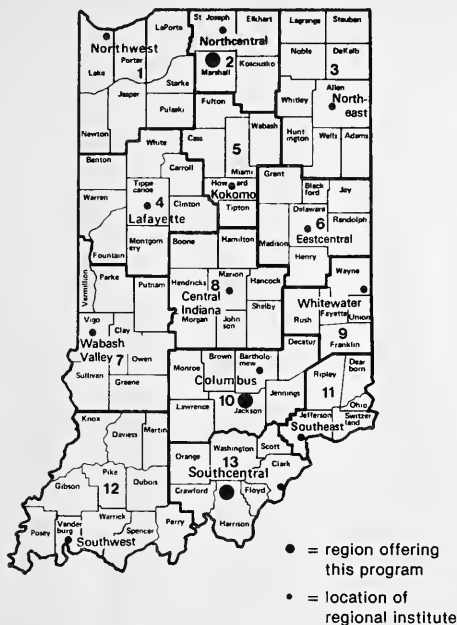 St Joseph
Elkhart
Lagrange
Steuben
LaPorte
Northwest
Northcentral
Noble
DeKalb
Lake
Porter
1
2
Marshall
Kosciusko
3
Starke
Allen
Whitley
North-
east
Jasper
Pulaski
Fulton
Newton
Cass
Wabash
Hunt
ington
Wells
Adams
White
5
Benton
Carroll
Miami
Grant
Black
ford
Jay
Warren
Tippe
canoe
4
Lafayette
Howard
Kokomo
Clinton
Tipton
Delaware
6
Randolph
Eestcentral
Montgom
ery
Boone
Hamilton
Madison
Henry
Fountain
Wayne
Vermillion
Parke
Putnam
Hendricks
8
Marion
Hancock
Central
Indiana
Whitewater
Rush
Fayette
Union
Shelby
Morgan
John
son
Vigo
Clay
9
Franklin
Wabash
Valley
7
Owen
Decatur
Brown
Bartholo-
mew
Monroe
Columbus
Ripley
Dear
born
Sullivan
Greene
10
Jennings
11
Ohio
Lawrence
Jackson
Jefferson
Switzer
land
Southeast
Knox
Daviess
Martin
Washington
Scott
Orange
13
Clark
Southcentral
Pike
12
Dubois
Gibson
Crawford
Floyd
Harrison
Warrick
Perry
Posey
Vander
burg
Spencer
Southwest
● = region offering
this program
• = location of
regional institute